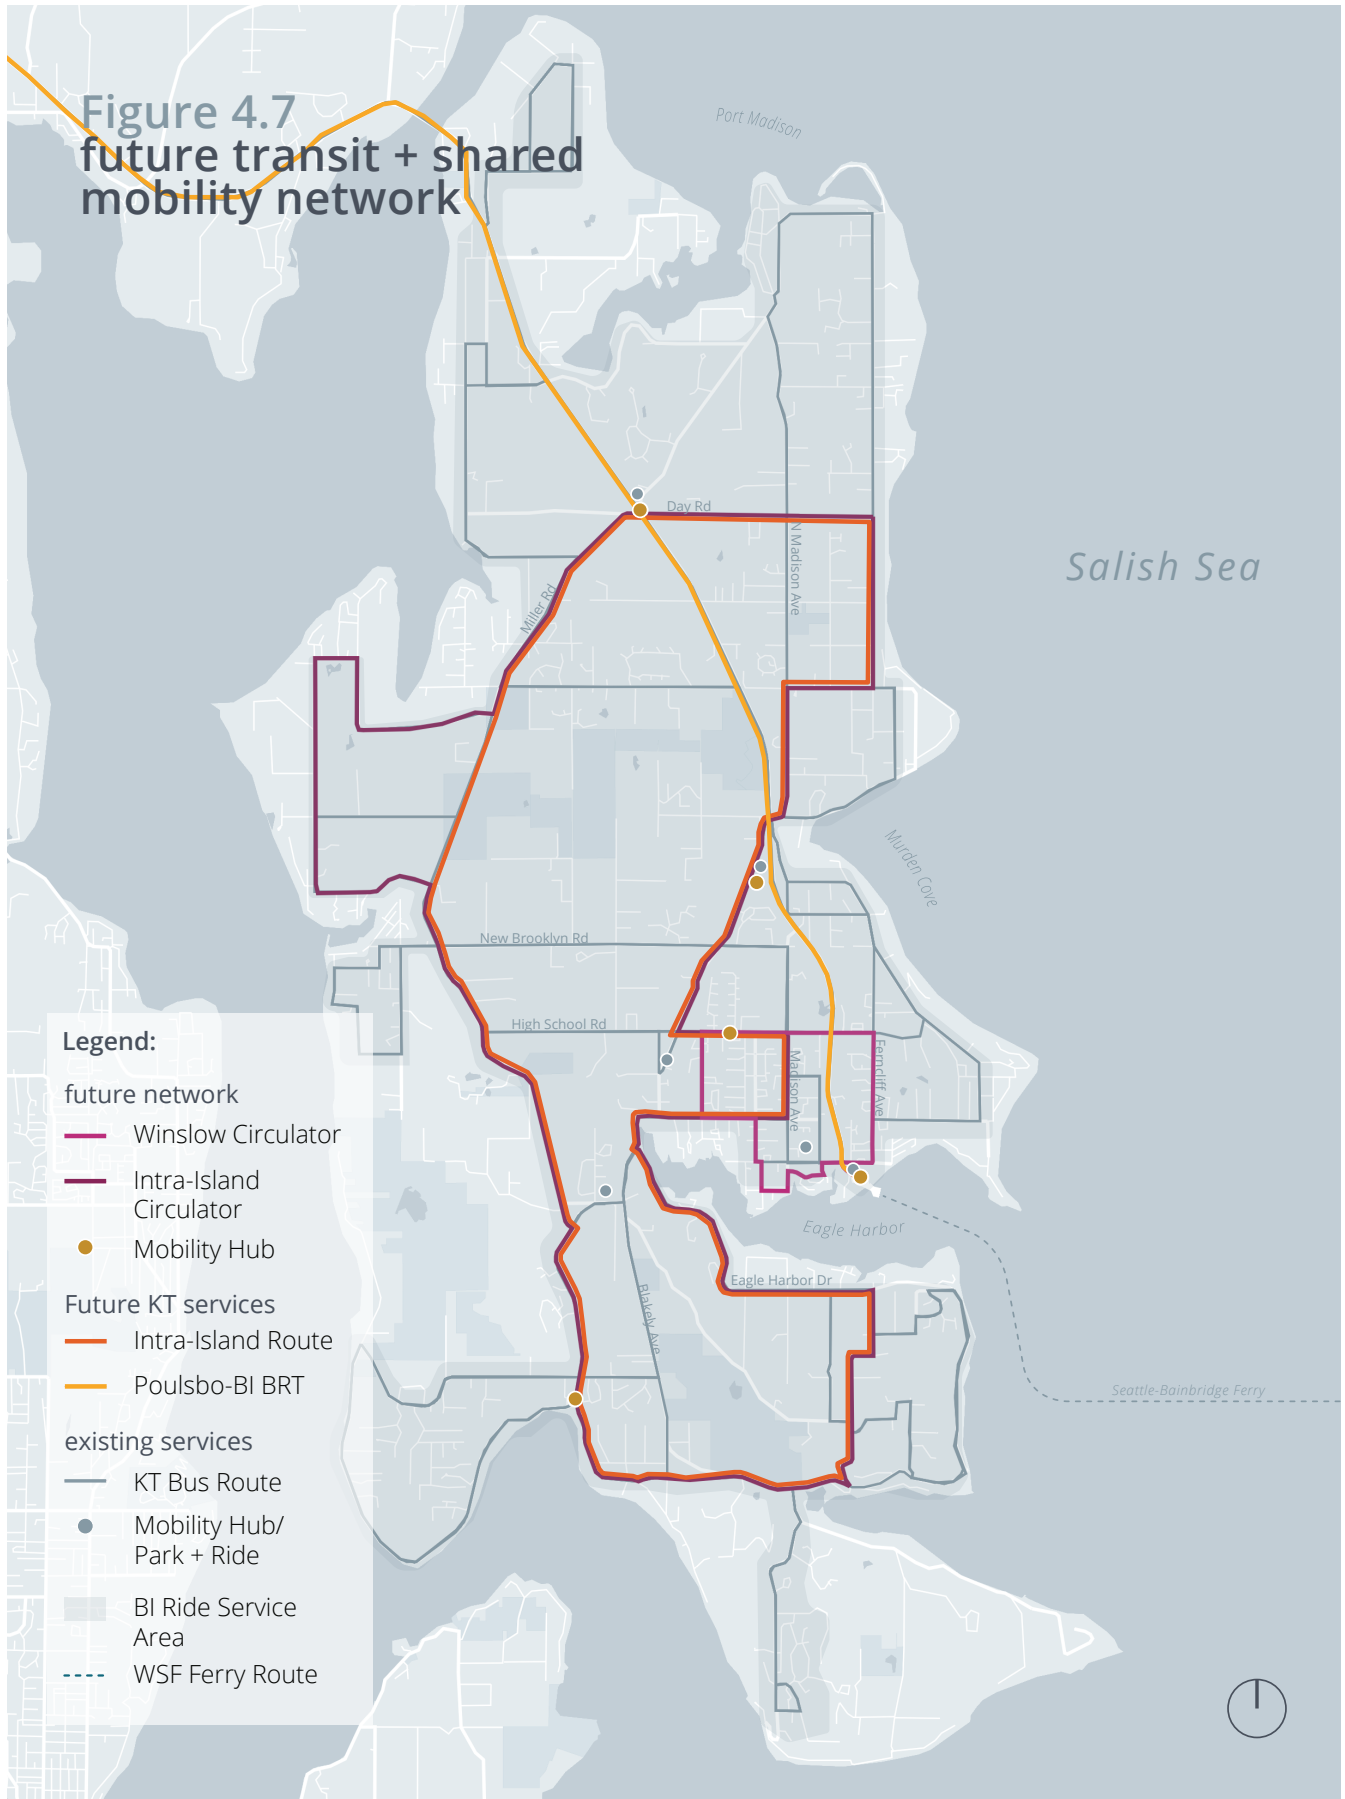 Figure 4.7
future transit + shared
mobility network
Port Madison
Salish Sea
Day Rd
N Madison Ave
Miller Rd
Murden Cove
New Brooklyn Rd
High School Rd
Madison Ave
Ferncliff Ave
Eagle Harbor
Eagle Harbor Dr
Blakely Ave
Seattle-Bainbridge Ferry
Legend:
future network
Winslow Circulator
Intra-Island
Circulator
Mobility Hub
Future KT services
Intra-Island Route
Poulsbo-BI BRT
existing services
KT Bus Route
Mobility Hub/
Park + Ride
BI Ride Service
Area
WSF Ferry Route